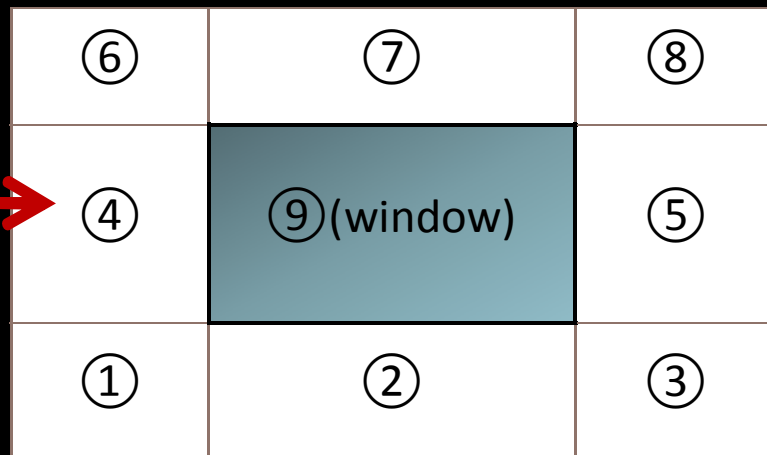 ⑥ ⑦ ⑧
④ ⑨(window) ⑤
① ② ③